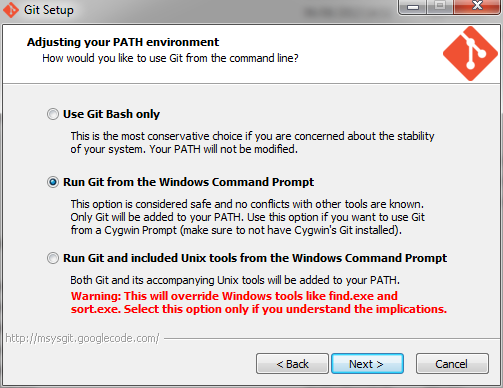 Git Setup
Adjusting your PATH environment
How would you like to use Git from the command line?
Use Git Bash only
This is the most conservative choice if you are concerned about the stability
of your system. Your PATH will not be modified.
Run Git from the Windows Command Prompt
This option is considered safe and no conflicts with other tools are known.
Only Git will be added to your PATH. Use this option if you want to use Git
from a Cygwin Prompt (make sure to not have Cygwin's Git installed).
Run Git and included Unix tools from the Windows Command Prompt
Both Git and its accompanying Unix tools will be added to your PATH.
Warning: This will override Windows tools like find.exe and
sort.exe. Select this option only if you understand the implications.
http://msysgit.googlecode.com/
< Back
Next >
Cancel